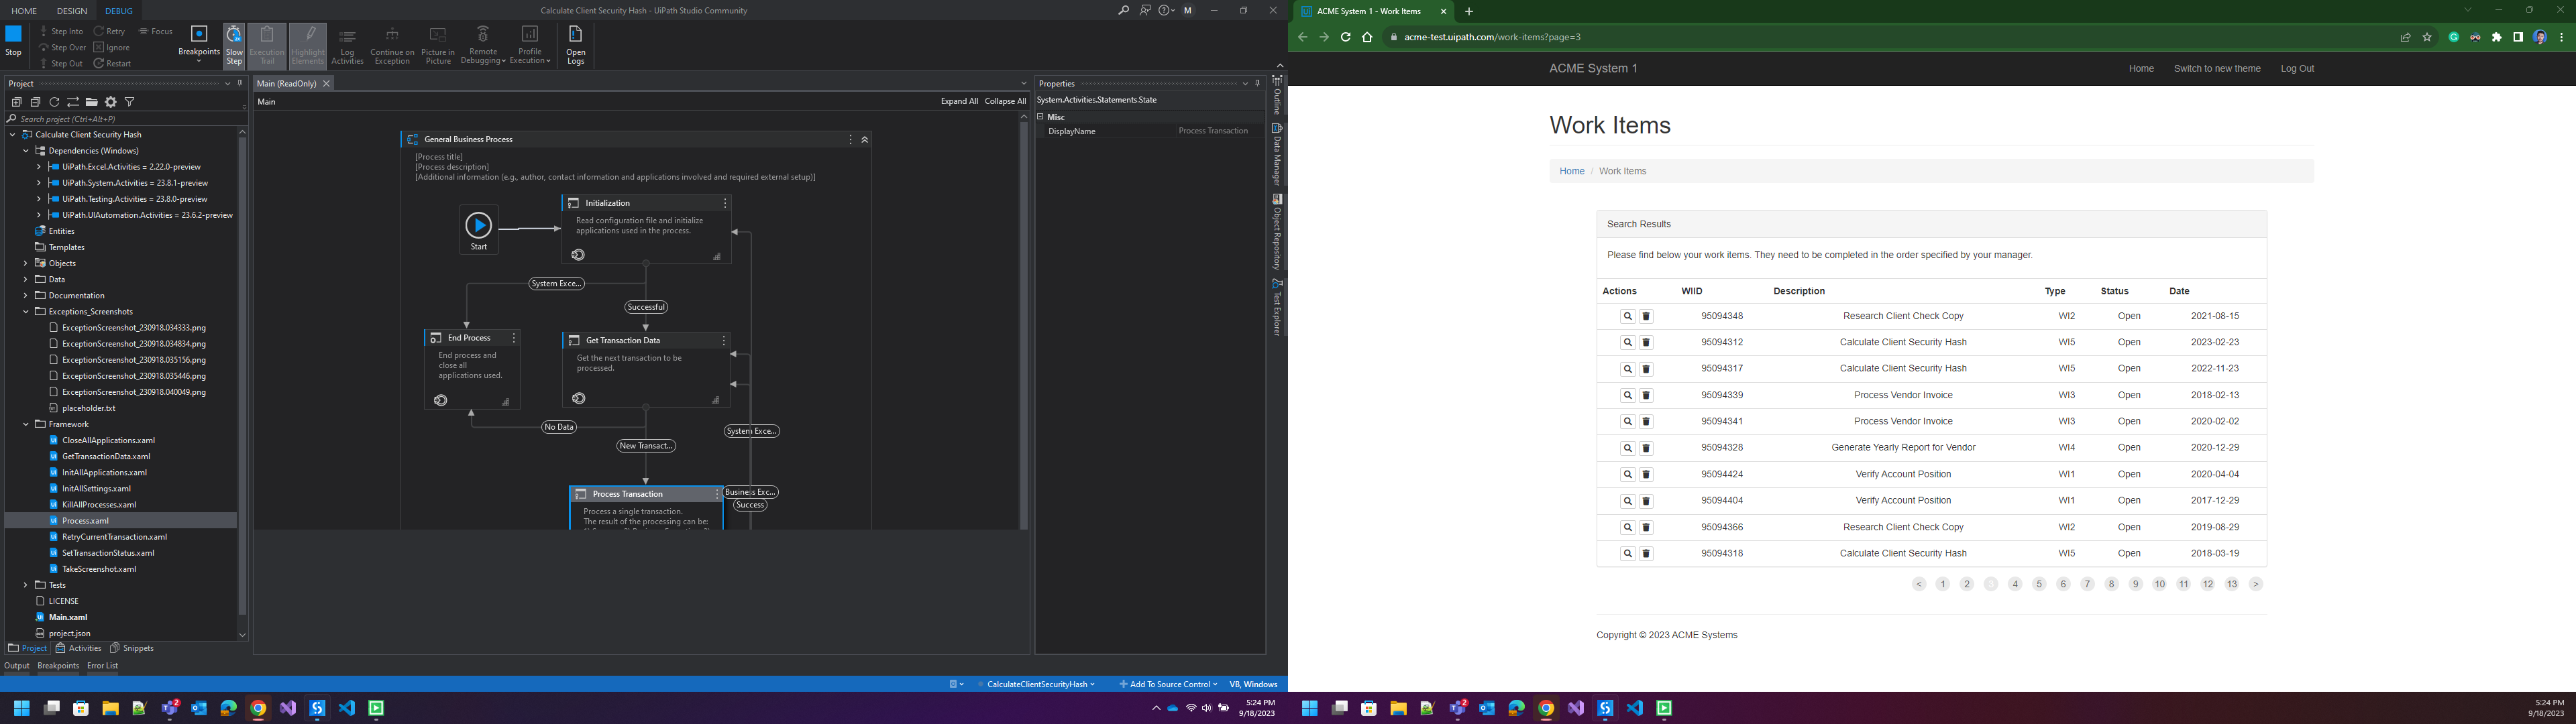 HOME DESIGN DEBUG
Calculate Client Security Hash - UiPath Studio Community
M
Stop
Step Into
Step Over
Step Out
Retry
Ignore
Restart
Focus
Breakpoints
Slow Step
Execution Trail
Highlight Elements
Log Activities
Continue on Exception
Picture in Picture
Remote Debugging
Profile Execution
Open Logs
Project
Search project (Ctrl+Alt+P)
Calculate Client Security Hash
Dependencies (Windows)
UiPath.Excel.Activities = 2.22.0-preview
UiPath.System.Activities = 23.8.1-preview
UiPath.Testing.Activities = 23.8.0-preview
UiPath.UIAutomation.Activities = 23.6.2-preview
Entities
Templates
Objects
Data
Documentation
Exceptions_Screenshots
ExceptionScreenshot_230918.034333.png
ExceptionScreenshot_230918.034834.png
ExceptionScreenshot_230918.035156.png
ExceptionScreenshot_230918.035446.png
ExceptionScreenshot_230918.040049.png
placeholder.txt
Framework
CloseAllApplications.xaml
GetTransactionData.xaml
InitAllApplications.xaml
InitAllSettings.xaml
KillAllProcesses.xaml
Process.xaml
RetryCurrentTransaction.xaml
SetTransactionStatus.xaml
TakeScreenshot.xaml
Tests
LICENSE
Main.xaml
project.json
Project Activities Snippets
Output Breakpoints Error List
Main (ReadOnly)
Main
Expand All Collapse All
General Business Process
[Process title]
[Process description]
[Additional information (e.g., author, contact information and applications involved and required external setup)]
Start
Initialization
Read configuration file and initialize
applications used in the process.
System Exce...
Successful
End Process
End process and
close all
applications used.
Get Transaction Data
Get the next transaction to be
processed.
No Data
New Transact...
System Exce...
Process Transaction
Process a single transaction.
The result of the processing can be:
Business Exc...
Success
Properties
System.Activities.Statements.State
Misc
DisplayName Process Transaction
Outline
Data Manager
Object Repository
Test Explorer
CalculateClientSecurityHash
Add To Source Control
VB, Windows
2
5:24 PM
9/18/2023
ACME System 1 - Work Items
acme-test.uipath.com/work-items?page=3
ACME System 1
Home Switch to new theme Log Out
Work Items
Home / Work Items
Search Results
Please find below your work items. They need to be completed in the order specified by your manager.
Actions WIID Description Type Status Date
95094348 Research Client Check Copy WI2 Open 2021-08-15
95094312 Calculate Client Security Hash WI5 Open 2023-02-23
95094317 Calculate Client Security Hash WI5 Open 2022-11-23
95094339 Process Vendor Invoice WI3 Open 2018-02-13
95094341 Process Vendor Invoice WI3 Open 2020-02-02
95094328 Generate Yearly Report for Vendor WI4 Open 2020-12-29
95094424 Verify Account Position WI1 Open 2020-04-04
95094404 Verify Account Position WI1 Open 2017-12-29
95094366 Research Client Check Copy WI2 Open 2019-08-29
95094318 Calculate Client Security Hash WI5 Open 2018-03-19
< 1 2 3 4 5 6 7 8 9 10 11 12 13 >
Copyright © 2023 ACME Systems
2
5:24 PM
9/18/2023